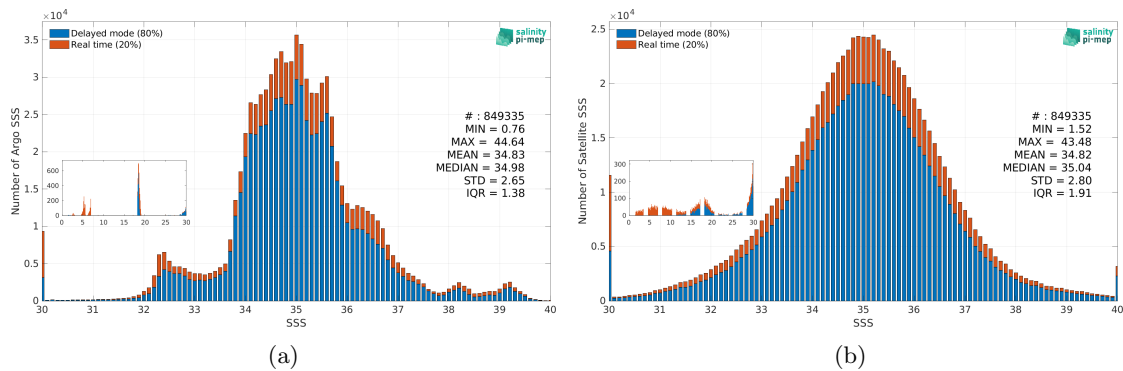 ×10⁴
Delayed mode (80%)
Real time (20%)
salinity
pi-mep
# : 849335
MIN = 0.76
MAX = 44.64
MEAN = 34.83
MEDIAN = 34.98
STD = 2.65
IQR = 1.38
Number of Argo SSS
3.5
3
2.5
2
1.5
1
0.5
0
600
400
200
0
0 5 10 15 20 25 30
30 31 32 33 34 35 36 37 38 39 40
SSS
(a)
×10⁴
Delayed mode (80%)
Real time (20%)
salinity
pi-mep
# : 849335
MIN = 1.52
MAX = 43.48
MEAN = 34.82
MEDIAN = 35.04
STD = 2.80
IQR = 1.91
Number of Satellite SSS
2.5
2
1.5
1
0.5
0
300
200
100
0
0 5 10 15 20 25 30
30 31 32 33 34 35 36 37 38 39 40
SSS
(b)